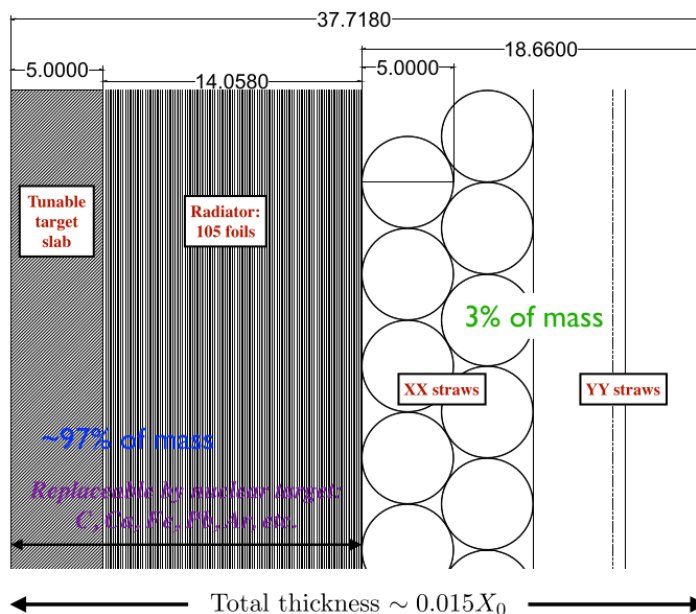 37.7180
18.6600
5.0000
14.0580
5.0000
Tunable
target
slab
Radiator:
105 foils
3% of mass
XX straws
YY straws
~97% of mass
Replaceable by nuclear target:
C, Ca, Fe, Pb, Ar, etc.
Total thickness ∼ 0.015X₀